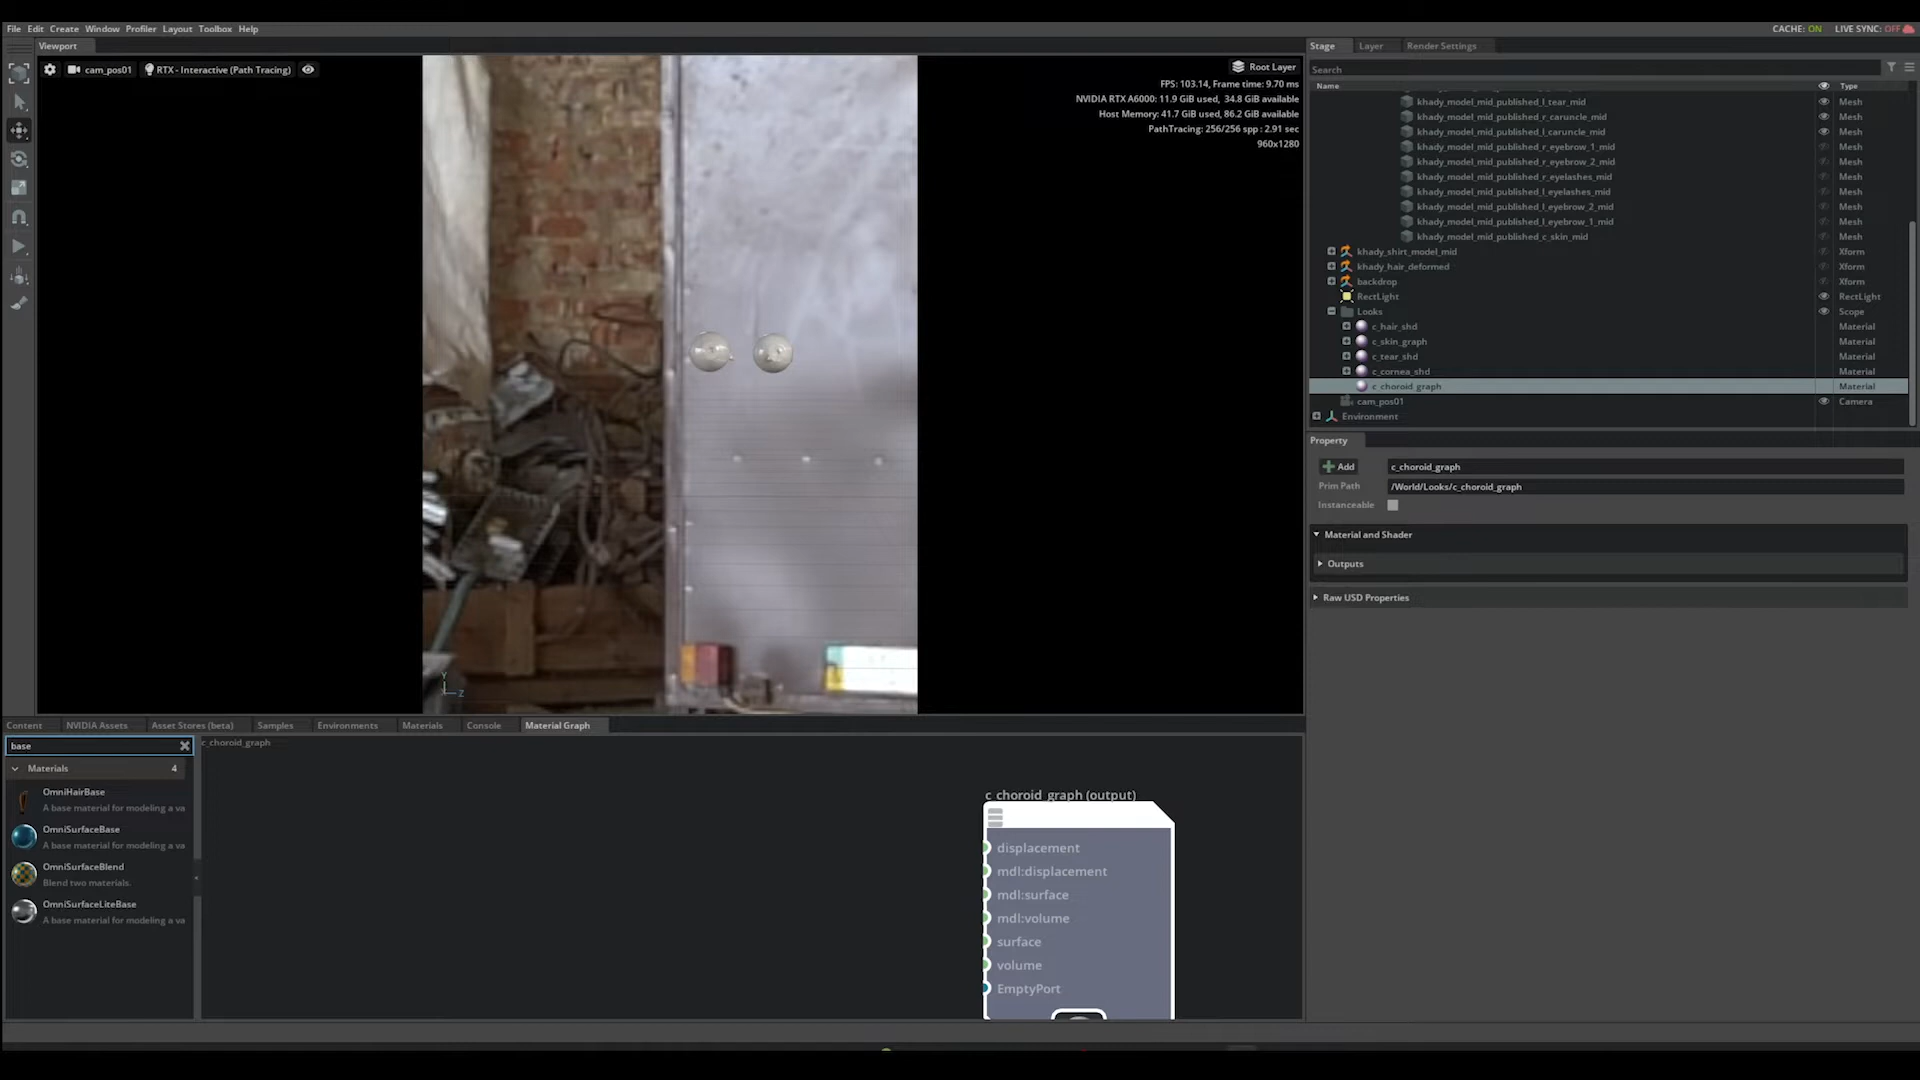 File Edit Create Window Profiler Layout Toolbox Help
CACHE: ON LIVE SYNC: OFF
Viewport
cam_pos01 RTX - Interactive (Path Tracing)
Root Layer
FPS: 103.14, Frame time: 9.70 ms
NVIDIA RTX A6000: 11.9 GiB used, 34.8 GiB available
Host Memory: 41.7 GiB used, 86.2 GiB available
PathTracing: 256/256 spp : 2.91 sec
960x1280
Y
Z
Stage Layer Render Settings
Search
Name Type
khady_model_mid_published_l_tear_mid Mesh
khady_model_mid_published_r_caruncle_mid Mesh
khady_model_mid_published_l_caruncle_mid Mesh
khady_model_mid_published_r_eyebrow_1_mid Mesh
khady_model_mid_published_r_eyebrow_2_mid Mesh
khady_model_mid_published_r_eyelashes_mid Mesh
khady_model_mid_published_l_eyelashes_mid Mesh
khady_model_mid_published_l_eyebrow_2_mid Mesh
khady_model_mid_published_l_eyebrow_1_mid Mesh
khady_model_mid_published_c_skin_mid Mesh
khady_shirt_model_mid Xform
khady_hair_deformed Xform
backdrop Xform
RectLight RectLight
Looks Scope
c_hair_shd Material
c_skin_graph Material
c_tear_shd Material
c_cornea_shd Material
c_choroid_graph Material
cam_pos01 Camera
Environment
Property
Add c_choroid_graph
Prim Path /World/Looks/c_choroid_graph
Instanceable
Material and Shader
Outputs
Raw USD Properties
Content NVIDIA Assets Asset Stores (beta) Samples Environments Materials Console Material Graph
base
c_choroid_graph
Materials 4
OmniHairBase
A base material for modeling a va
OmniSurfaceBase
A base material for modeling a va
OmniSurfaceBlend
Blend two materials.
OmniSurfaceLiteBase
A base material for modeling a va
c_choroid_graph (output)
displacement
mdl:displacement
mdl:surface
mdl:volume
surface
volume
EmptyPort